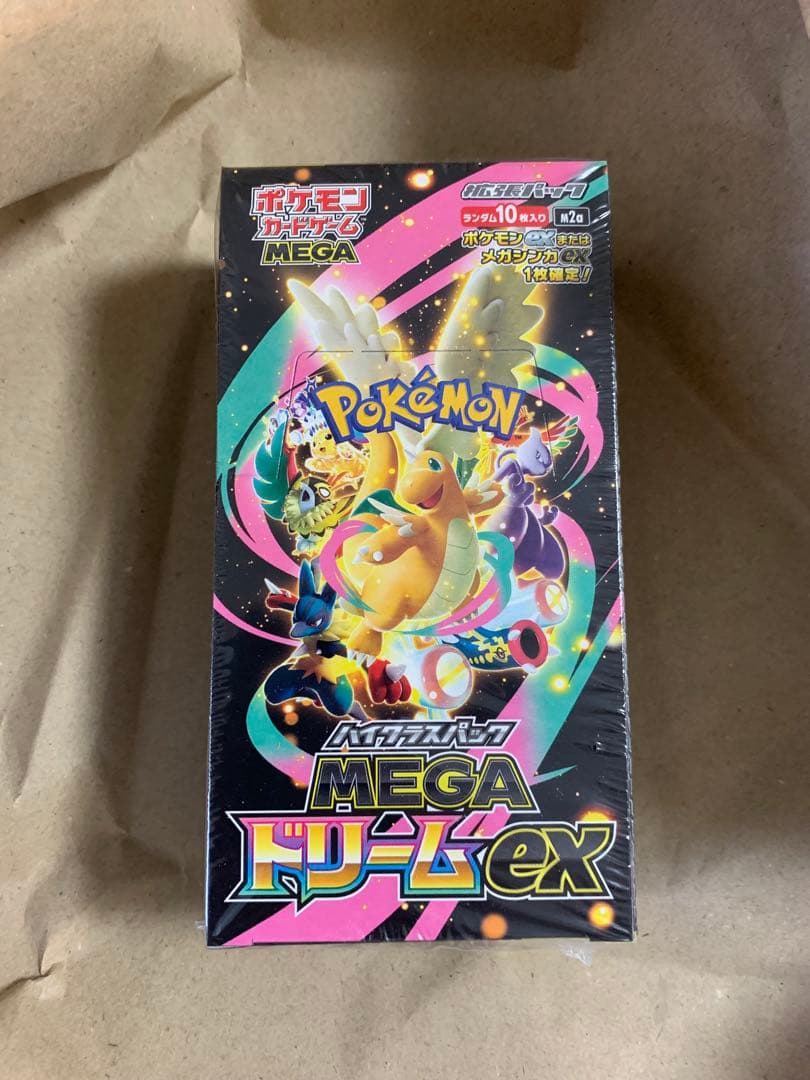 ポケモン
カードゲーム
MEGA
拡張パック
ランダム10枚入り M2a
ポケモンexまたは
メガシンカex
1枚確定!
POKéMON
TM
ハイクラスパック
MEGA
ドリームex